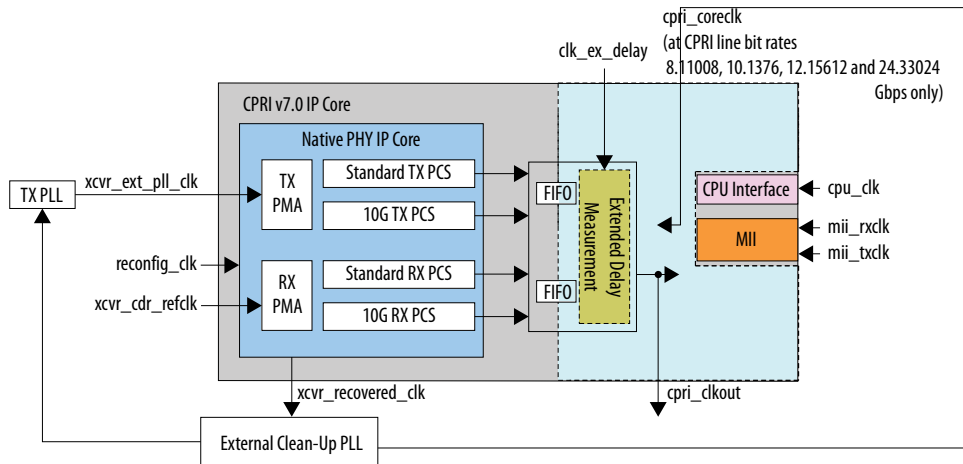 cpri_coreclk
(at CPRI line bit rates
8.11008, 10.1376, 12.15612 and 24.33024
Gbps only)
clk_ex_delay
CPRI v7.0 IP Core
Native PHY IP Core
TX PLL
xcvr_ext_pll_clk
TX
PMA
Standard TX PCS
10G TX PCS
FIFO
Extended Delay
Measurement
CPU Interface
cpu_clk
MII
mii_rxclk
mii_txclk
reconfig_clk
xcvr_cdr_refclk
RX
PMA
Standard RX PCS
10G RX PCS
FIFO
xcvr_recovered_clk
cpri_clkout
External Clean-Up PLL